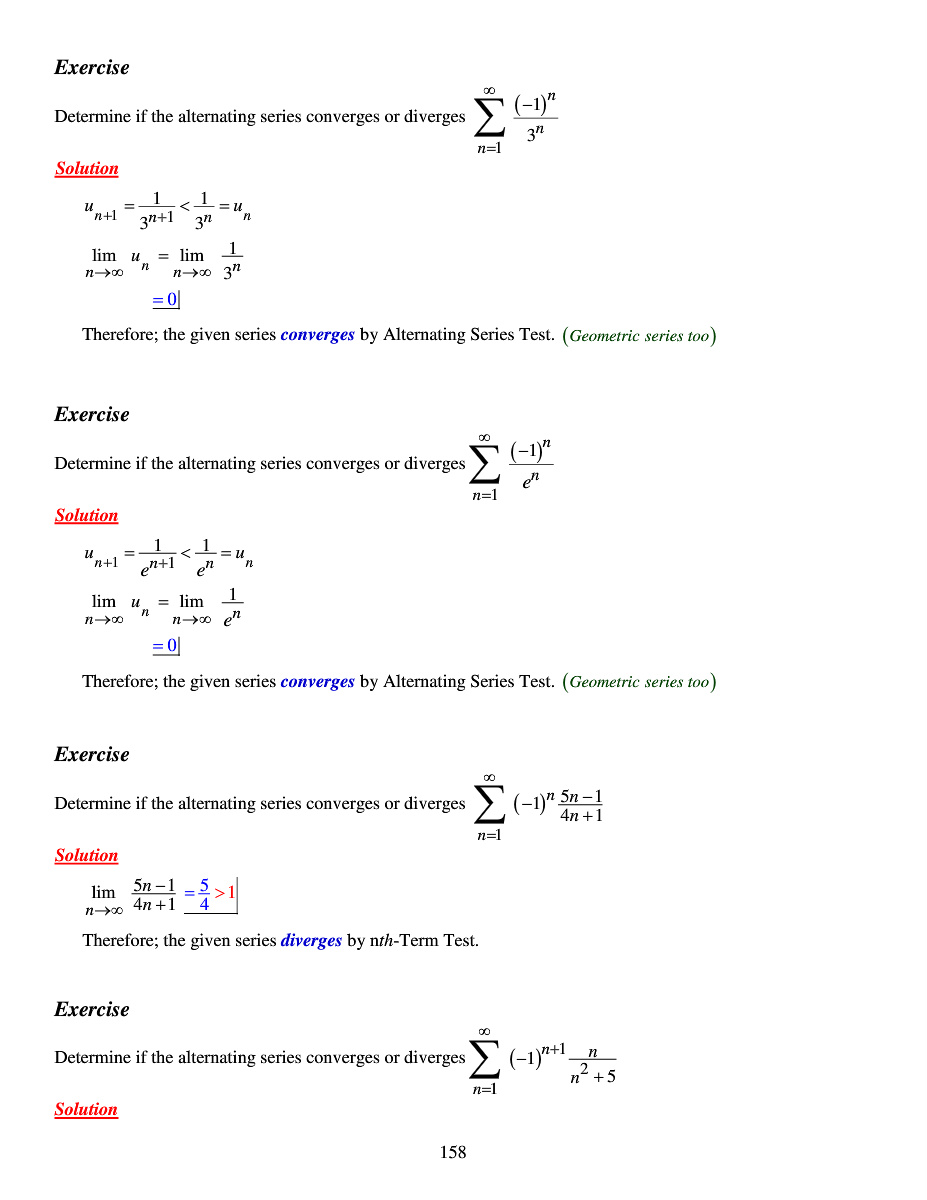 Exercise
Determine if the alternating series converges or diverges $\sum_{n=1}^{\infty} \frac{(-1)^n}{3^n}$
Solution
$u_{n+1} = \frac{1}{3^{n+1}} < \frac{1}{3^n} = u_n$
$\lim_{n \to \infty} u_n = \lim_{n \to \infty} \frac{1}{3^n}$
$= 0$
Therefore; the given series converges by Alternating Series Test. (Geometric series too)
Exercise
Determine if the alternating series converges or diverges $\sum_{n=1}^{\infty} \frac{(-1)^n}{e^n}$
Solution
$u_{n+1} = \frac{1}{e^{n+1}} < \frac{1}{e^n} = u_n$
$\lim_{n \to \infty} u_n = \lim_{n \to \infty} \frac{1}{e^n}$
$= 0$
Therefore; the given series converges by Alternating Series Test. (Geometric series too)
Exercise
Determine if the alternating series converges or diverges $\sum_{n=1}^{\infty} (-1)^n \frac{5n-1}{4n+1}$
Solution
$\lim_{n \to \infty} \frac{5n-1}{4n+1} = \frac{5}{4} > 1$
Therefore; the given series diverges by nth-Term Test.
Exercise
Determine if the alternating series converges or diverges $\sum_{n=1}^{\infty} (-1)^{n+1} \frac{n}{n^2+5}$
Solution
158